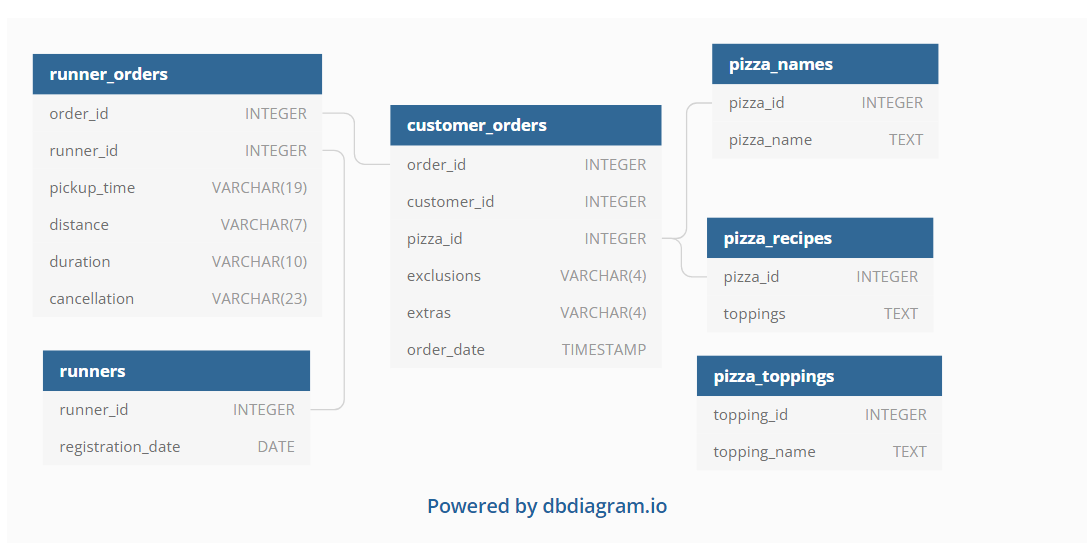 runner_orders
order_id INTEGER
runner_id INTEGER
pickup_time VARCHAR(19)
distance VARCHAR(7)
duration VARCHAR(10)
cancellation VARCHAR(23)
runners
runner_id INTEGER
registration_date DATE
customer_orders
order_id INTEGER
customer_id INTEGER
pizza_id INTEGER
exclusions VARCHAR(4)
extras VARCHAR(4)
order_date TIMESTAMP
pizza_names
pizza_id INTEGER
pizza_name TEXT
pizza_recipes
pizza_id INTEGER
toppings TEXT
pizza_toppings
topping_id INTEGER
topping_name TEXT
Powered by dbdiagram.io